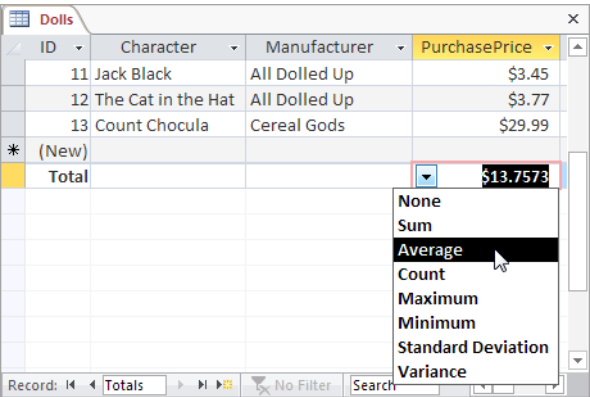 Dolls
ID Character Manufacturer PurchasePrice
11 Jack Black All Dolled Up $3.45
12 The Cat in the Hat All Dolled Up $3.77
13 Count Chocula Cereal Gods $29.99
(New)
Total $13.7573
None
Sum
Average
Count
Maximum
Minimum
Standard Deviation
Variance
Record: Totals No Filter Search